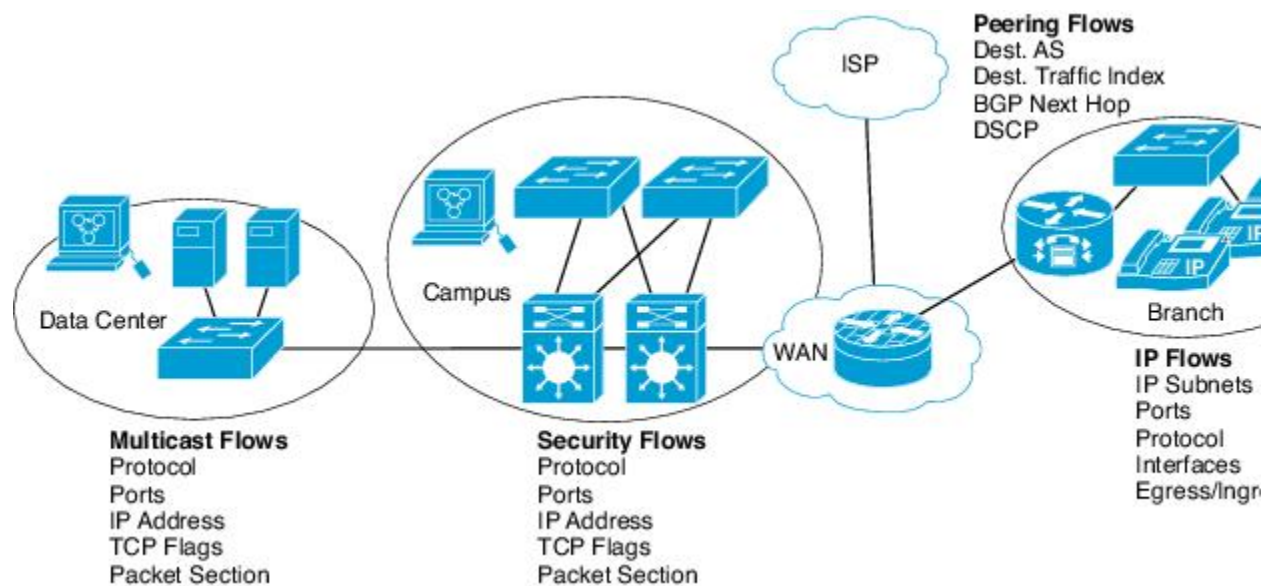 Peering Flows
Dest. AS
Dest. Traffic Index
BGP Next Hop
DSCP
ISP
Data Center
Campus
WAN
IP
IP
Branch
Multicast Flows
Protocol
Ports
IP Address
TCP Flags
Packet Section
Security Flows
Protocol
Ports
IP Address
TCP Flags
Packet Section
IP Flows
IP Subnets
Ports
Protocol
Interfaces
Egress/Ingre